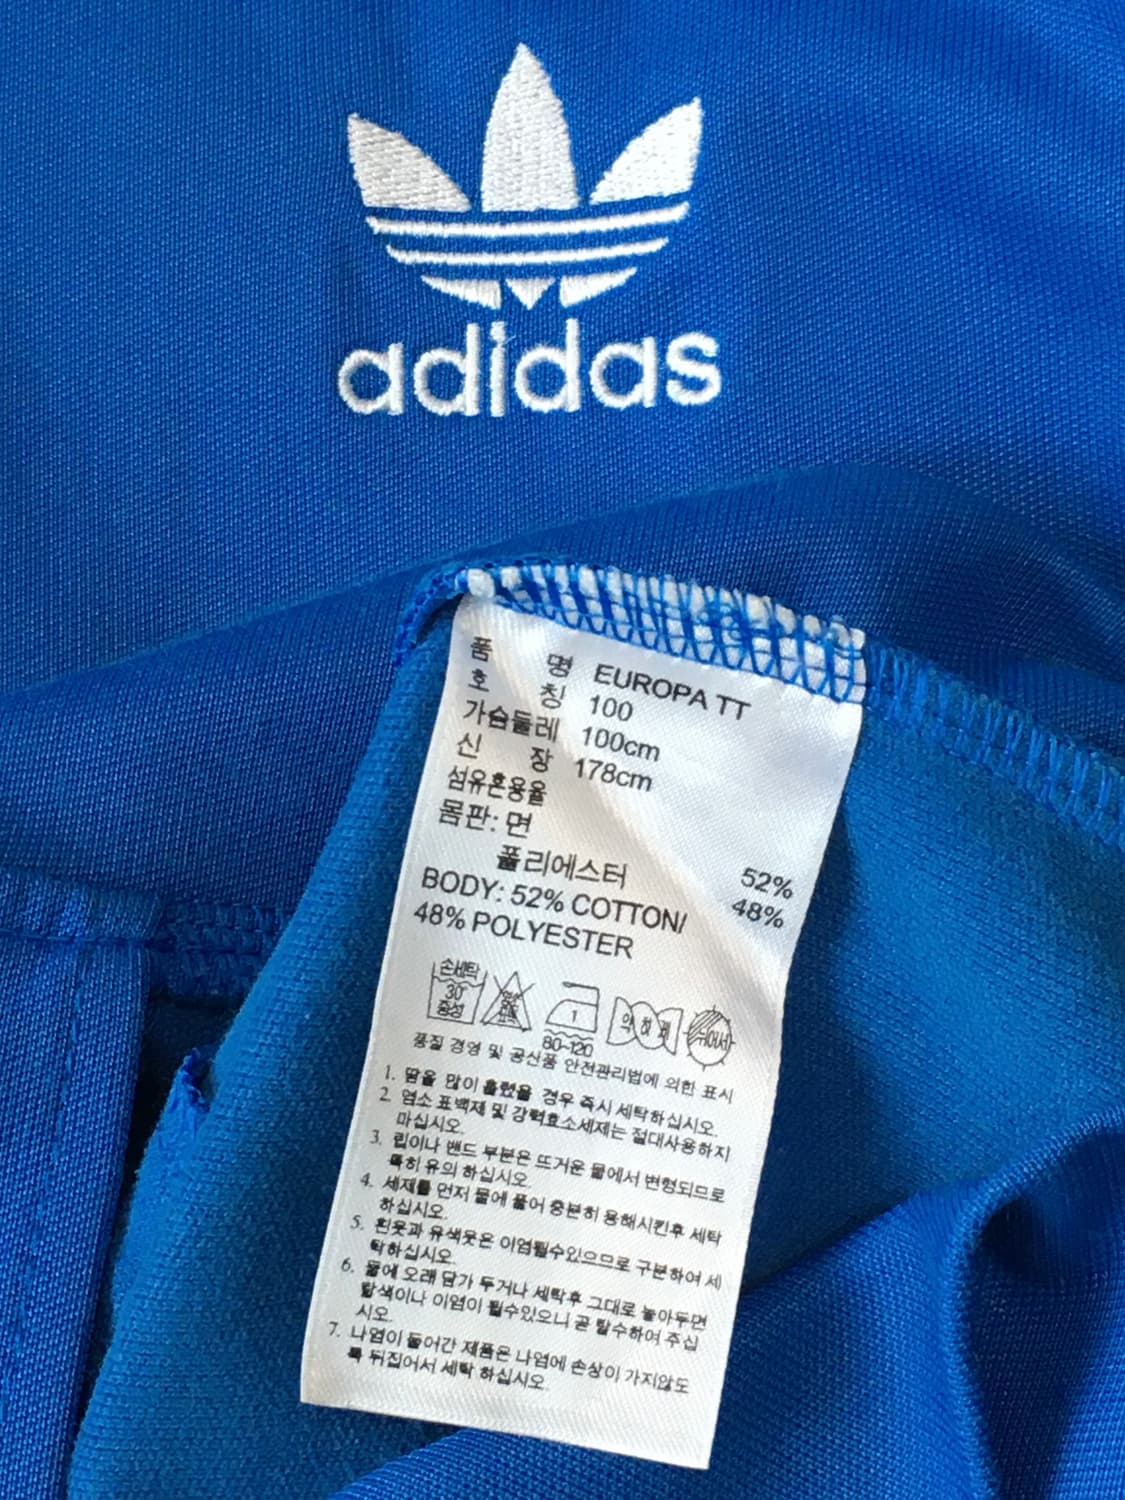 adidas
품 명 EUROPA TT
호 칭 100
가슴둘레 100cm
신 장 178cm
섬유혼용율
몸판: 면 52%
폴리에스터 48%
BODY: 52% COTTON/
48% POLYESTER
손세탁
30
중성
1
80~120
약하게
품질 경영 및 공산품 안전관리법에 의한 표시
1. 땀을 많이 흘렸을 경우 즉시 세탁하십시오.
2. 염소 표백제 및 강력효소세제는 절대사용하지
마십시오.
3. 립이나 밴드 부분은 뜨거운 물에서 변형되므로
특히 유의 하십시오.
4. 세제를 먼저 물에 풀어 충분히 용해시킨후 세탁
하십시오.
5. 흰옷과 유색옷은 이염될수있으므로 구분하여 세
탁하십시오.
6. 물에 오래 담가 두거나 세탁후 그대로 놓아두면
탈색이나 이염이 될수있으니 곧 탈수하여 주십
시오.
7. 나염이 들어간 제품은 나염에 손상이 가지않도
록 뒤집어서 세탁 하십시오.